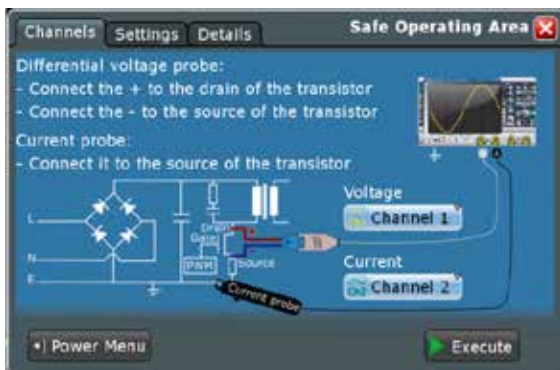 Channels Settings Details Safe Operating Area
Differential voltage probe:
- Connect the + to the drain of the transistor
- Connect the - to the source of the transistor
Current probe:
- Connect it to the source of the transistor
Voltage
Channel 1
Current
Channel 2
L
N
E
Drain
Gate
PWM
Source
Current probe
Power Menu
Execute